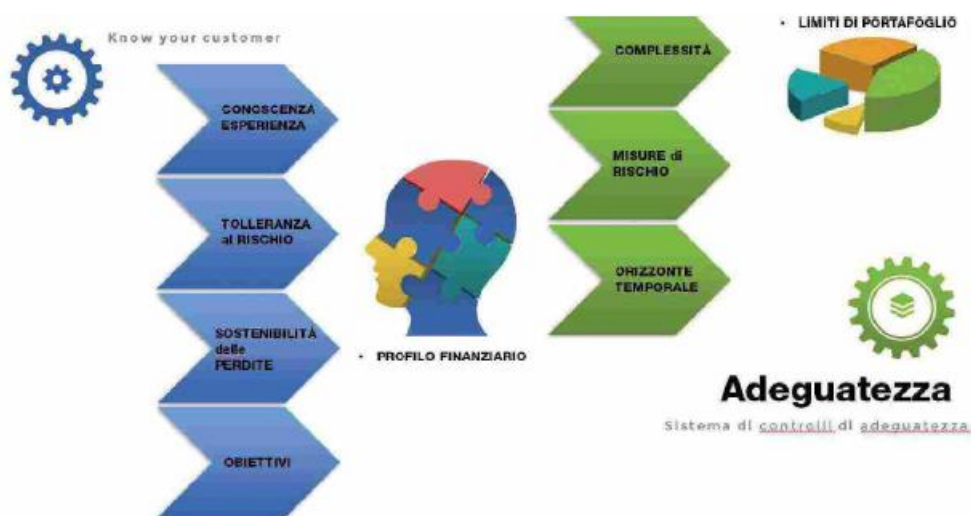 Know your customer
CONOSCENZA
ESPERIENZA
TOLLERANZA
al RISCHIO
SOSTENIBILITÀ
delle
PERDITE
OBIETTIVI
• PROFILO FINANZIARIO
COMPLESSITÀ
MISURE di
RISCHIO
ORIZZONTE
TEMPORALE
• LIMITI DI PORTAFOGLIO
Adeguatezza
Sistema di controlli di adeguatezza